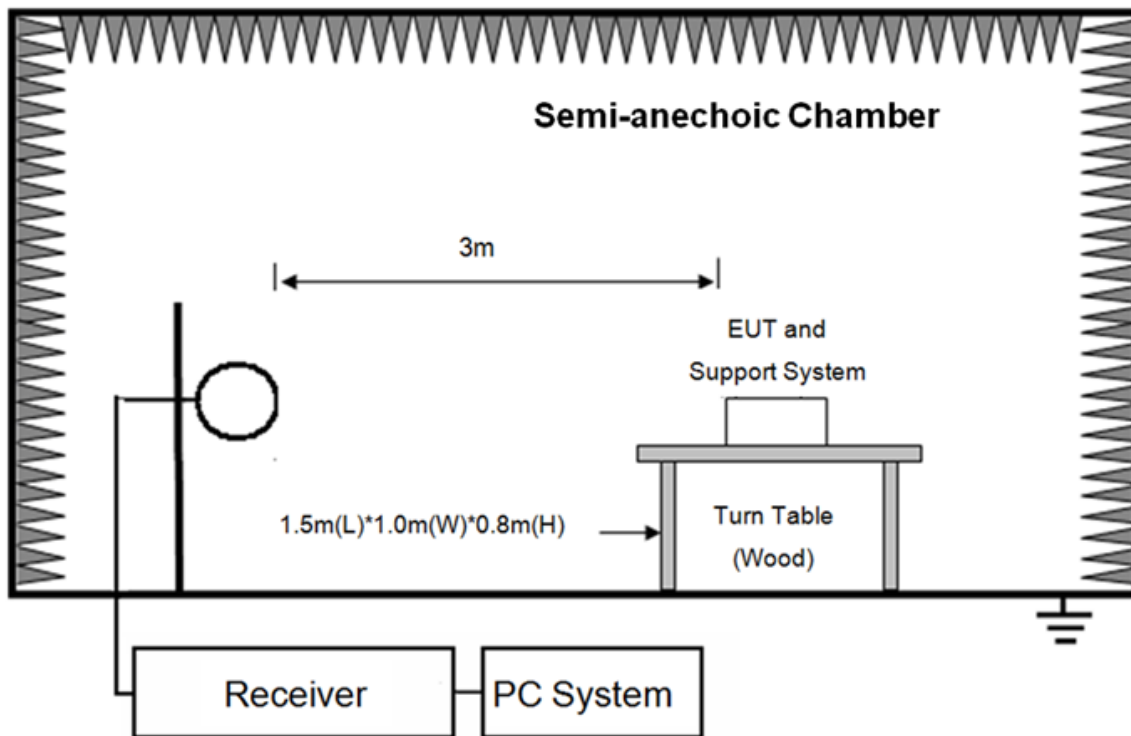 Semi-anechoic Chamber
3m
EUT and
Support System
1.5m(L)*1.0m(W)*0.8m(H)
Turn Table
(Wood)
Receiver
PC System